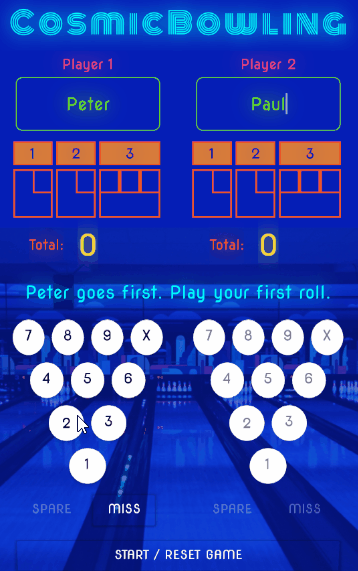 CosmicBowling
Player 1 Player 2
Peter Paul
1 2 3 1 2 3
Total: 0 Total: 0
Peter goes first. Play your first roll.
7 8 9 X 7 8 9 X
4 5 6 4 5 6
2 3 2 3
1 1
SPARE MISS SPARE MISS
START / RESET GAME